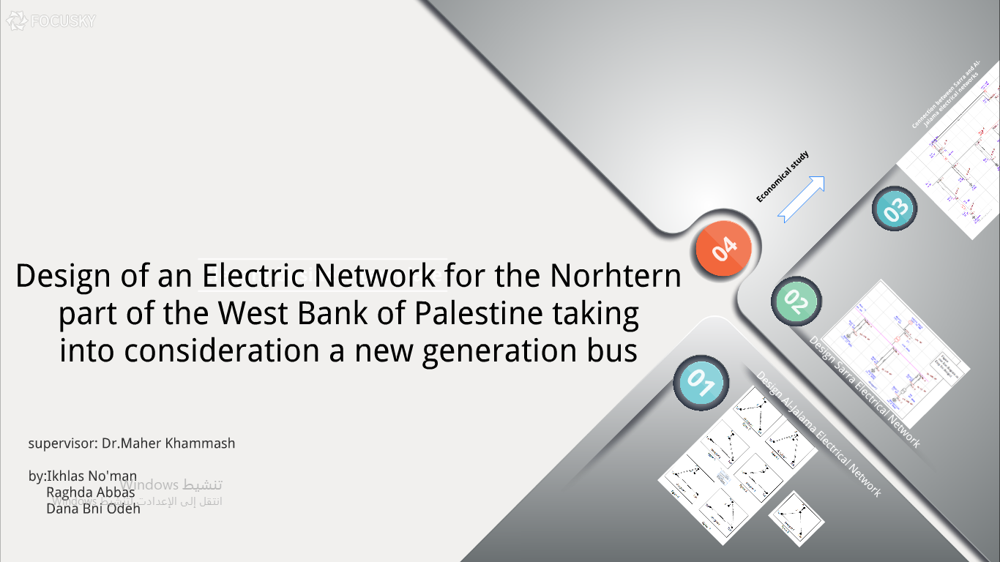 FOCUSKY
Connection between Sarra and Al-
Jalama electrical networks
Economical study
04
03
02
01
Design of an Electric Network for the Norhtern
part of the West Bank of Palestine taking
into consideration a new generation bus
Design Sarra Electrical Network
Design Al-Jalama Electrical Network
supervisor: Dr.Maher Khammash
by:Ikhlas No'man
Raghda Abbas
Dana Bni Odeh
تنشيط Windows
انتقل إلى الإعدادات لتنشيط Windows